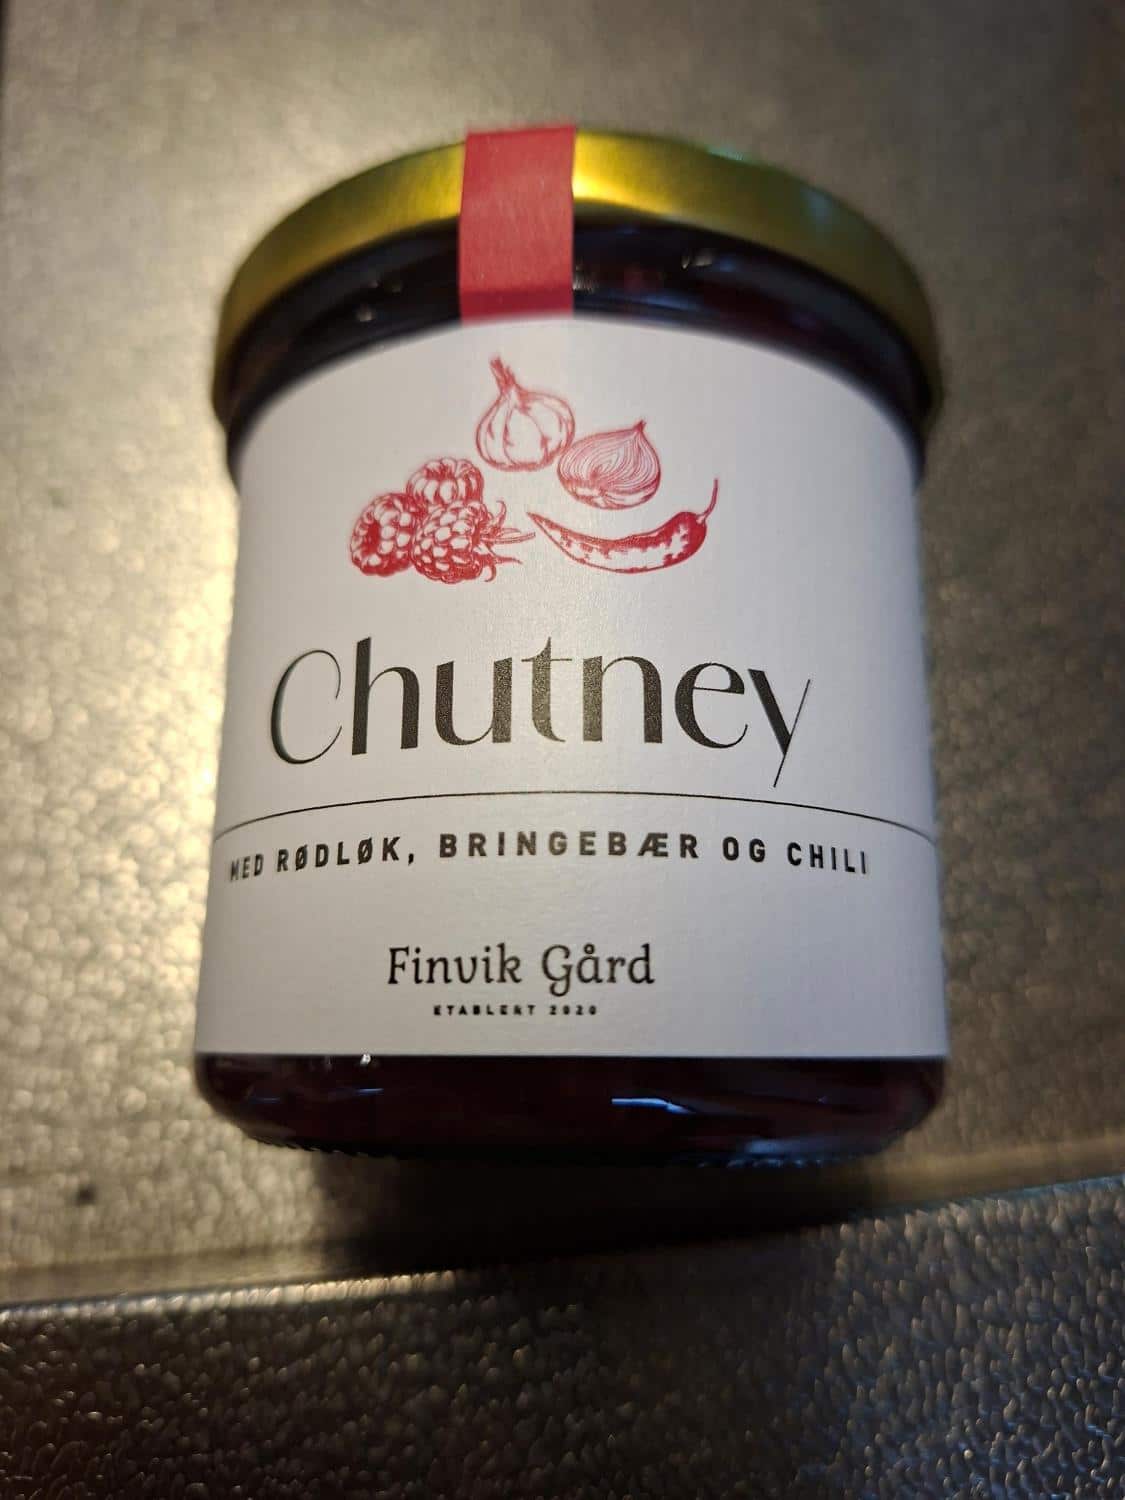 Chutney
MED RØDLØK, BRINGEBÆR OG CHILI
Finvik Gård
ETABLERT 2020